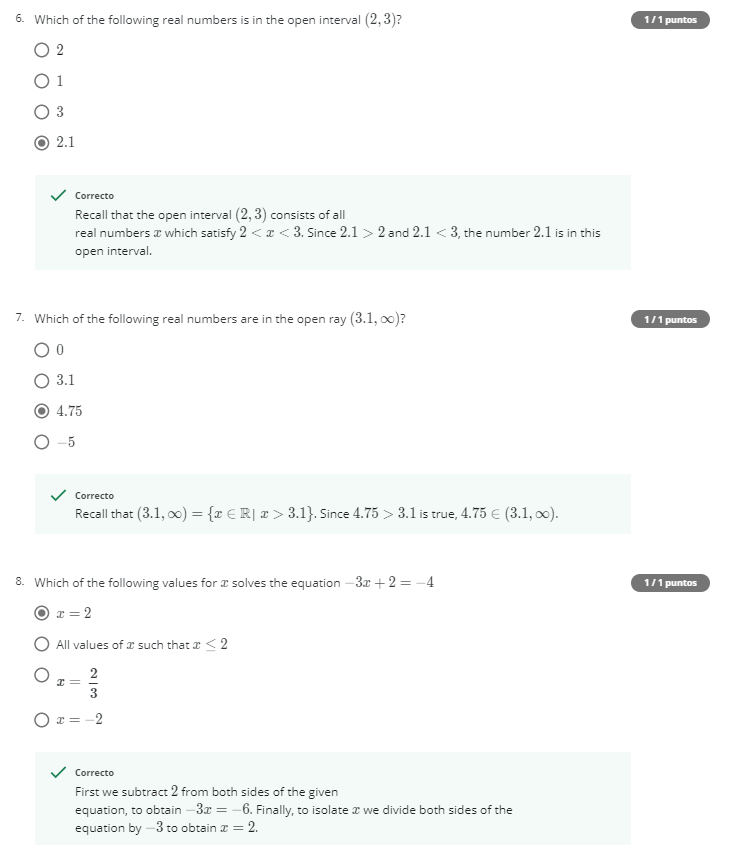 6. Which of the following real numbers is in the open interval (2, 3)?
1 / 1 puntos
2
1
3
2.1
Correcto
Recall that the open interval (2, 3) consists of all
real numbers x which satisfy 2 < x < 3. Since 2.1 > 2 and 2.1 < 3, the number 2.1 is in this
open interval.
7. Which of the following real numbers are in the open ray (3.1, ∞)?
1 / 1 puntos
0
3.1
4.75
−5
Correcto
Recall that (3.1, ∞) = {x ∈ ℝ| x > 3.1}. Since 4.75 > 3.1 is true, 4.75 ∈ (3.1, ∞).
8. Which of the following values for x solves the equation −3x + 2 = −4
1 / 1 puntos
x = 2
All values of x such that x ≤ 2
x = 2/3
x = −2
Correcto
First we subtract 2 from both sides of the given
equation, to obtain −3x = −6. Finally, to isolate x we divide both sides of the
equation by −3 to obtain x = 2.